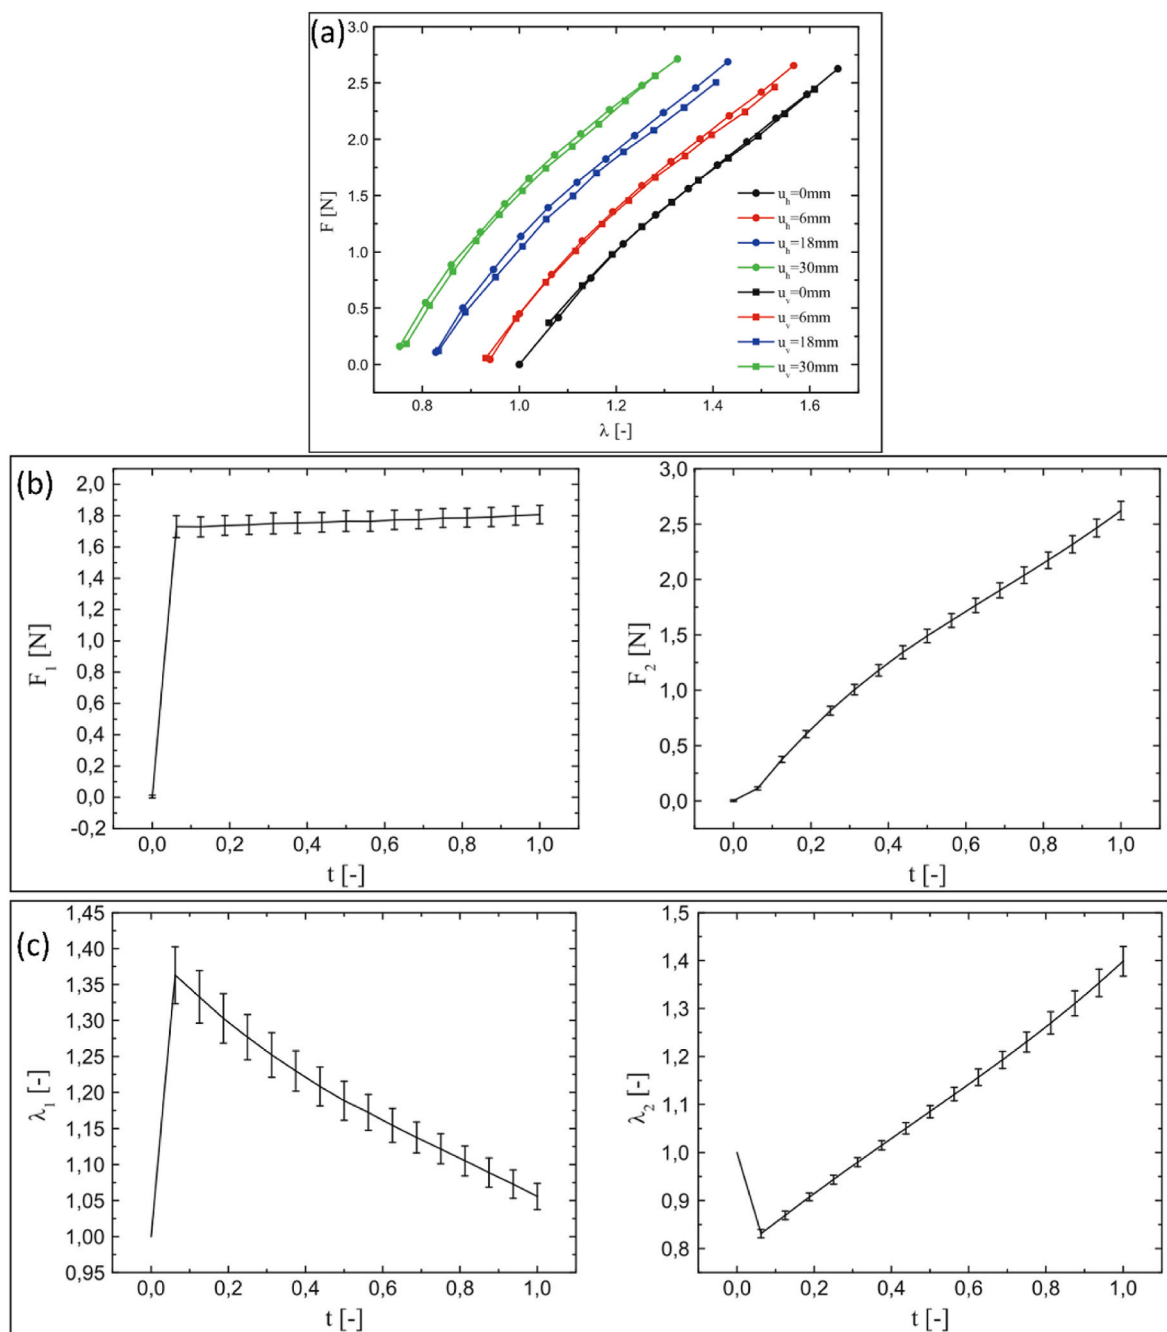 (a)
3.0
2.5
2.0
1.5
1.0
0.5
0.0
F [N]
0.8 1.0 1.2 1.4 1.6
λ [-]
u_h=0mm
u_h=6mm
u_h=18mm
u_h=30mm
u_v=0mm
u_v=6mm
u_v=18mm
u_v=30mm
(b)
2,0
1,8
1,6
1,4
1,2
1,0
0,8
0,6
0,4
0,2
0,0
-0,2
F_1 [N]
0,0 0,2 0,4 0,6 0,8 1,0
t [-]
3,0
2,5
2,0
1,5
1,0
0,5
0,0
F_2 [N]
0,0 0,2 0,4 0,6 0,8 1,0
t [-]
(c)
1,45
1,40
1,35
1,30
1,25
1,20
1,15
1,10
1,05
1,00
0,95
λ_1 [-]
0,0 0,2 0,4 0,6 0,8 1,0
t [-]
1,5
1,4
1,3
1,2
1,1
1,0
0,9
0,8
λ_2 [-]
0,0 0,2 0,4 0,6 0,8 1,0
t [-]